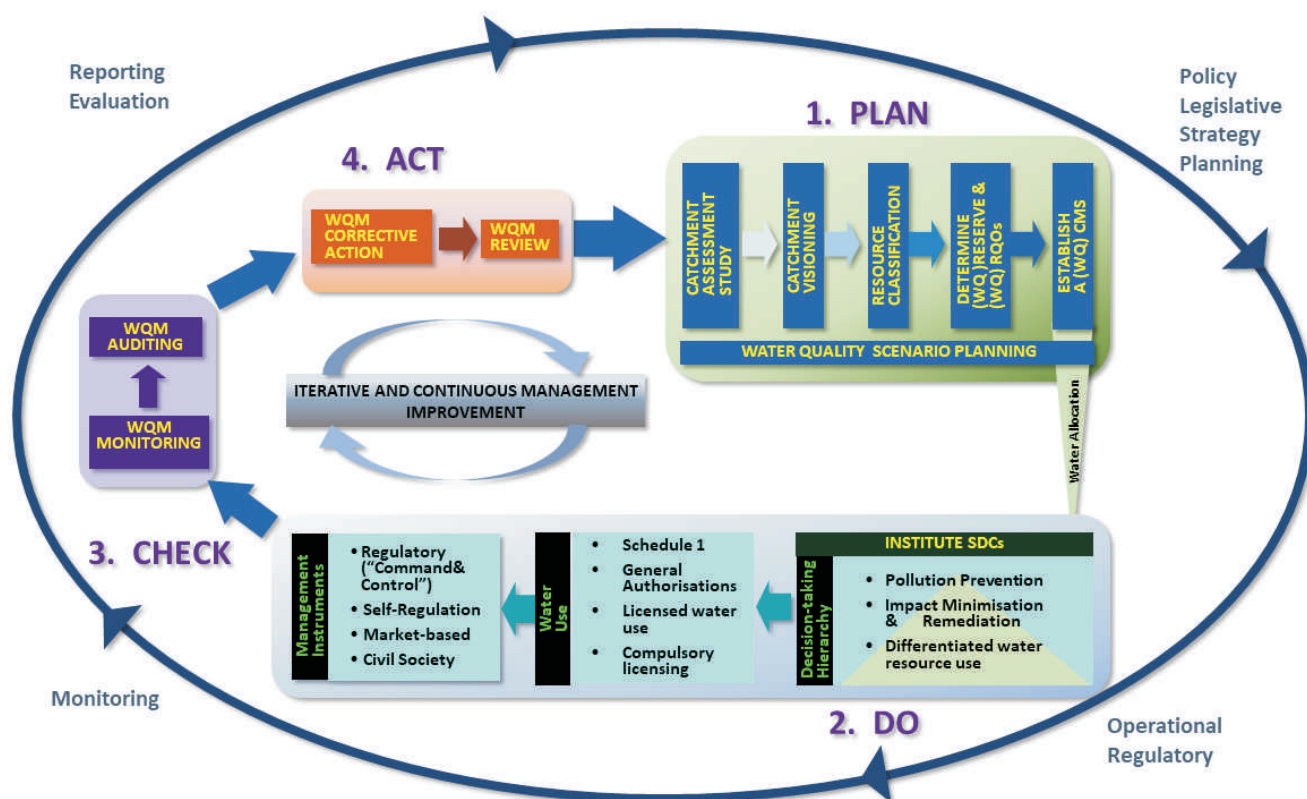 Reporting
Evaluation
Policy
Legislative
Strategy
Planning
1. PLAN
CATCHMENT
ASSESSMENT
STUDY
CATCHMENT
VISIONING
RESOURCE
CLASSIFICATION
DETERMINE
(WQ)RESERVE &
(WQ) RQOs
ESTABLISH
A (WQ) CMS
WATER QUALITY SCENARIO PLANNING
Water Allocation
4. ACT
WQM
CORRECTIVE
ACTION
WQM
REVIEW
WQM
AUDITING
WQM
MONITORING
3. CHECK
ITERATIVE AND CONTINUOUS MANAGEMENT
IMPROVEMENT
Management
Instruments
• Regulatory
("Command&
Control")
• Self-Regulation
• Market-based
• Civil Society
Water
Use
• Schedule 1
• General
Authorisations
• Licensed water
use
• Compulsory
licensing
INSTITUTE SDCs
Decision-taking
Hierarchy
• Pollution Prevention
• Impact Minimisation
& Remediation
• Differentiated water
resource use
2. DO
Monitoring
Operational
Regulatory